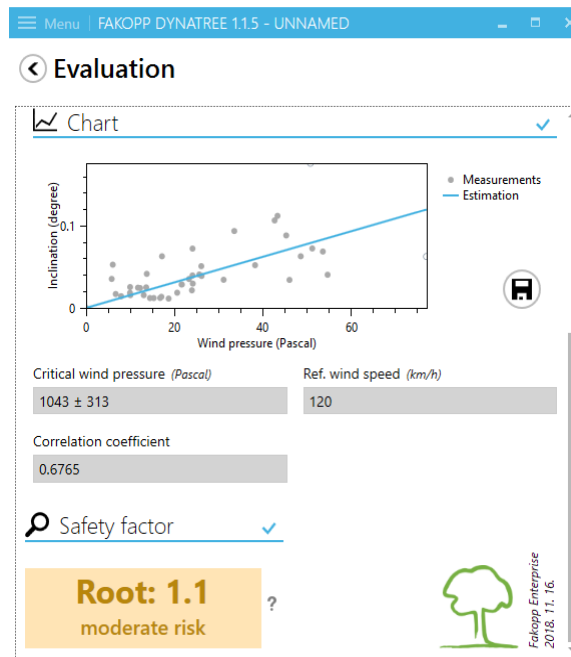 Menu | FAKOPP DYNATREE 1.1.5 - UNNAMED
Evaluation
Chart
Inclination (degree)
0.1
0
0 20 40 60
Wind pressure (Pascal)
Measurements
Estimation
Critical wind pressure (Pascal) Ref. wind speed (km/h)
1043 ± 313 120
Correlation coefficient
0.6765
Safety factor
Root: 1.1
moderate risk
?
Fakopp Enterprise
2018. 11. 16.